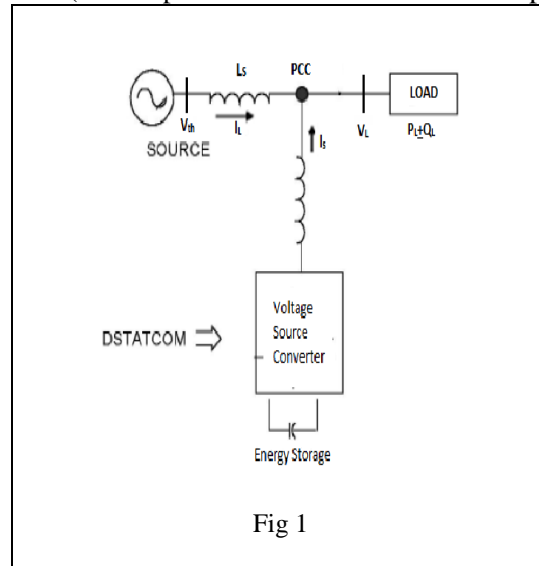 Ls PCC
LOAD
Vth IL VL PL±QL
SOURCE
Is
Voltage
Source
Converter
DSTATCOM
Energy Storage
Fig 1